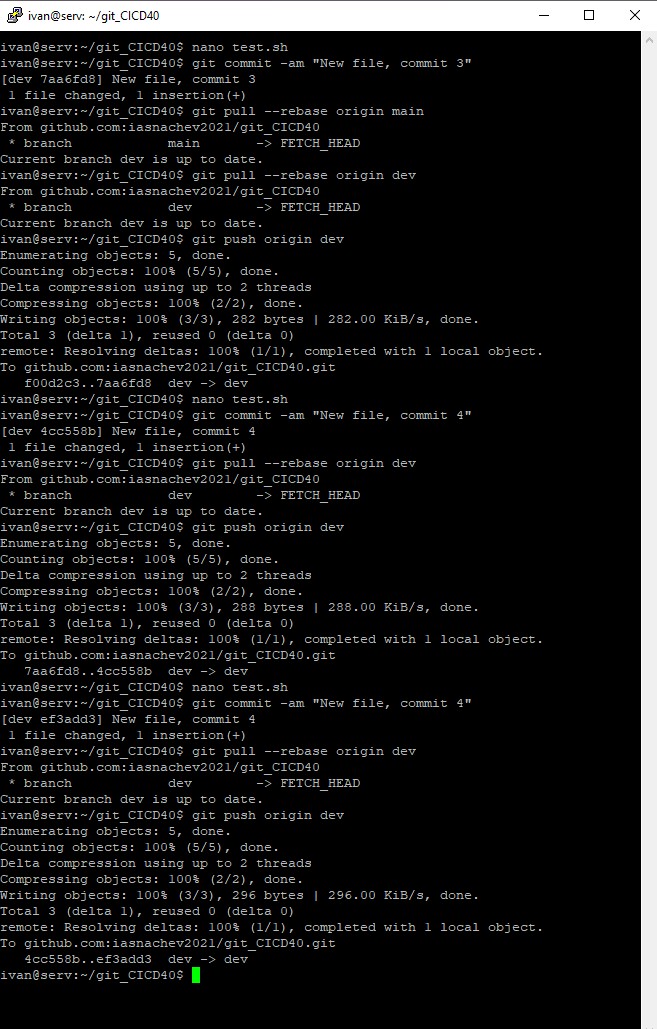 ivan@serv: ~/git_CICD40
ivan@serv:~/git_CICD40$ nano test.sh
ivan@serv:~/git_CICD40$ git commit -am "New file, commit 3"
[dev 7aa6fd8] New file, commit 3
 1 file changed, 1 insertion(+)
ivan@serv:~/git_CICD40$ git pull --rebase origin main
From github.com:iasnachev2021/git_CICD40
 * branch            main       -> FETCH_HEAD
Current branch dev is up to date.
ivan@serv:~/git_CICD40$ git pull --rebase origin dev
From github.com:iasnachev2021/git_CICD40
 * branch            dev        -> FETCH_HEAD
Current branch dev is up to date.
ivan@serv:~/git_CICD40$ git push origin dev
Enumerating objects: 5, done.
Counting objects: 100% (5/5), done.
Delta compression using up to 2 threads
Compressing objects: 100% (2/2), done.
Writing objects: 100% (3/3), 282 bytes | 282.00 KiB/s, done.
Total 3 (delta 1), reused 0 (delta 0)
remote: Resolving deltas: 100% (1/1), completed with 1 local object.
To github.com:iasnachev2021/git_CICD40.git
   f00d2c3..7aa6fd8  dev -> dev
ivan@serv:~/git_CICD40$ nano test.sh
ivan@serv:~/git_CICD40$ git commit -am "New file, commit 4"
[dev 4cc558b] New file, commit 4
 1 file changed, 1 insertion(+)
ivan@serv:~/git_CICD40$ git pull --rebase origin dev
From github.com:iasnachev2021/git_CICD40
 * branch            dev        -> FETCH_HEAD
Current branch dev is up to date.
ivan@serv:~/git_CICD40$ git push origin dev
Enumerating objects: 5, done.
Counting objects: 100% (5/5), done.
Delta compression using up to 2 threads
Compressing objects: 100% (2/2), done.
Writing objects: 100% (3/3), 288 bytes | 288.00 KiB/s, done.
Total 3 (delta 1), reused 0 (delta 0)
remote: Resolving deltas: 100% (1/1), completed with 1 local object.
To github.com:iasnachev2021/git_CICD40.git
   7aa6fd8..4cc558b  dev -> dev
ivan@serv:~/git_CICD40$ nano test.sh
ivan@serv:~/git_CICD40$ git commit -am "New file, commit 4"
[dev ef3add3] New file, commit 4
 1 file changed, 1 insertion(+)
ivan@serv:~/git_CICD40$ git pull --rebase origin dev
From github.com:iasnachev2021/git_CICD40
 * branch            dev        -> FETCH_HEAD
Current branch dev is up to date.
ivan@serv:~/git_CICD40$ git push origin dev
Enumerating objects: 5, done.
Counting objects: 100% (5/5), done.
Delta compression using up to 2 threads
Compressing objects: 100% (2/2), done.
Writing objects: 100% (3/3), 296 bytes | 296.00 KiB/s, done.
Total 3 (delta 1), reused 0 (delta 0)
remote: Resolving deltas: 100% (1/1), completed with 1 local object.
To github.com:iasnachev2021/git_CICD40.git
   4cc558b..ef3add3  dev -> dev
ivan@serv:~/git_CICD40$